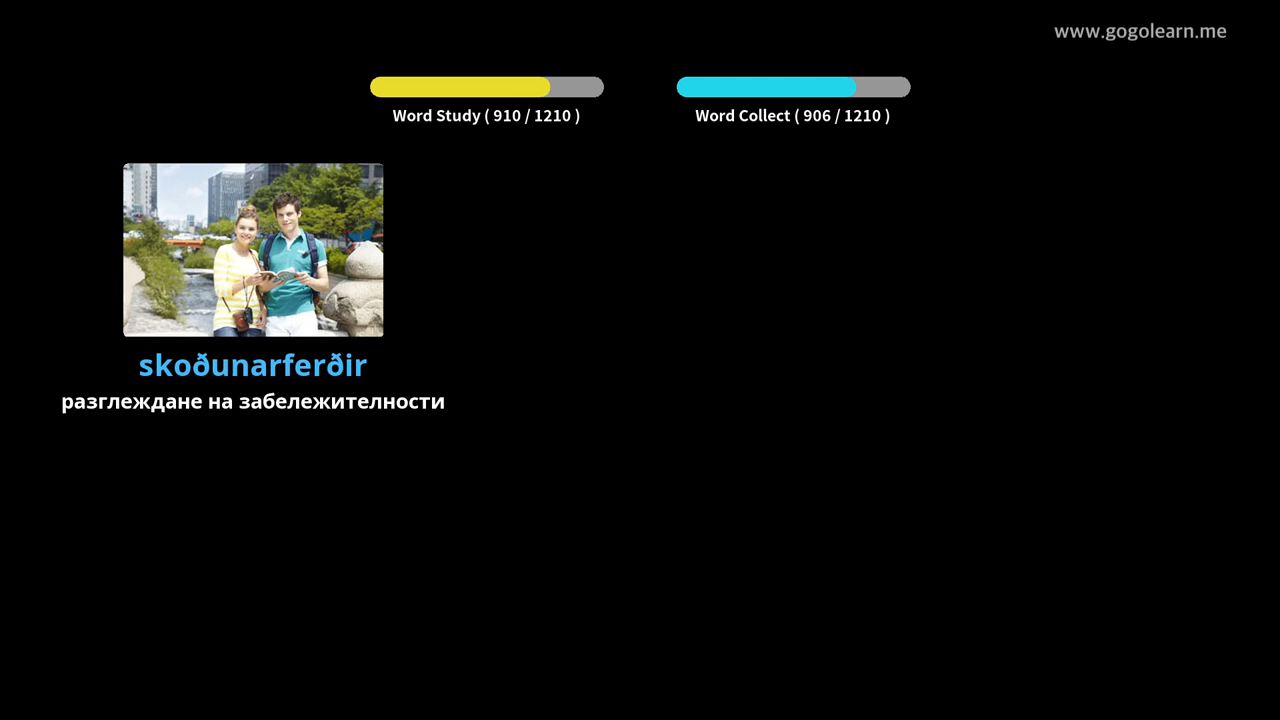 www.gogolearn.me
Word Study ( 910 / 1210 )
Word Collect ( 906 / 1210 )
skoðunarferðir
разглеждане на забележителности